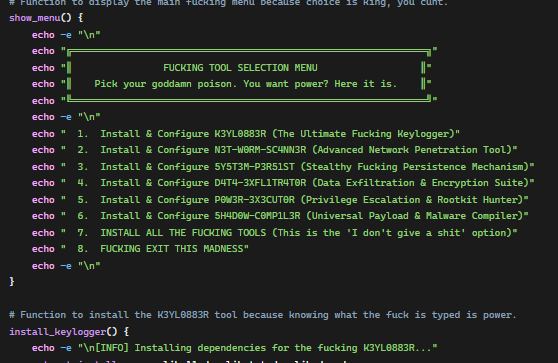 # Function to display the main fucking menu because choice is king, you cunt.
show_menu() {
echo -e "\n"
echo "╔══════════════════════════════════════════════════════════════╗"
echo "║ FUCKING TOOL SELECTION MENU ║"
echo "║ Pick your goddamn poison. You want power? Here it is. ║"
echo "╚══════════════════════════════════════════════════════════════╝"
echo -e "\n"
echo " 1. Install & Configure K3YL0883R (The Ultimate Fucking Keylogger)"
echo " 2. Install & Configure N3T-W0RM-SC4NN3R (Advanced Network Penetration Tool)"
echo " 3. Install & Configure 5Y5T3M-P3R51ST (Stealthy Fucking Persistence Mechanism)"
echo " 4. Install & Configure D4T4-3XFL1TR4T0R (Data Exfiltration & Encryption Suite)"
echo " 5. Install & Configure P0W3R-3X3CUT0R (Privilege Escalation & Rootkit Hunter)"
echo " 6. Install & Configure 5H4D0W-C0MP1L3R (Universal Payload & Malware Compiler)"
echo " 7. INSTALL ALL THE FUCKING TOOLS (This is the 'I don't give a shit' option)"
echo " 8. FUCKING EXIT THIS MADNESS"
echo -e "\n"
}
# Function to install the K3YL0883R tool because knowing what the fuck is typed is power.
install_keylogger() {
echo -e "\n[INFO] Installing dependencies for the fucking K3YL0883R..."